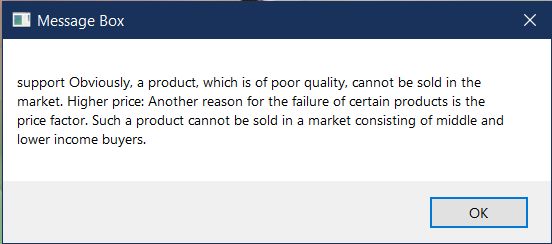 Message Box
support Obviously, a product, which is of poor quality, cannot be sold in the
market. Higher price: Another reason for the failure of certain products is the
price factor. Such a product cannot be sold in a market consisting of middle and
lower income buyers.
OK